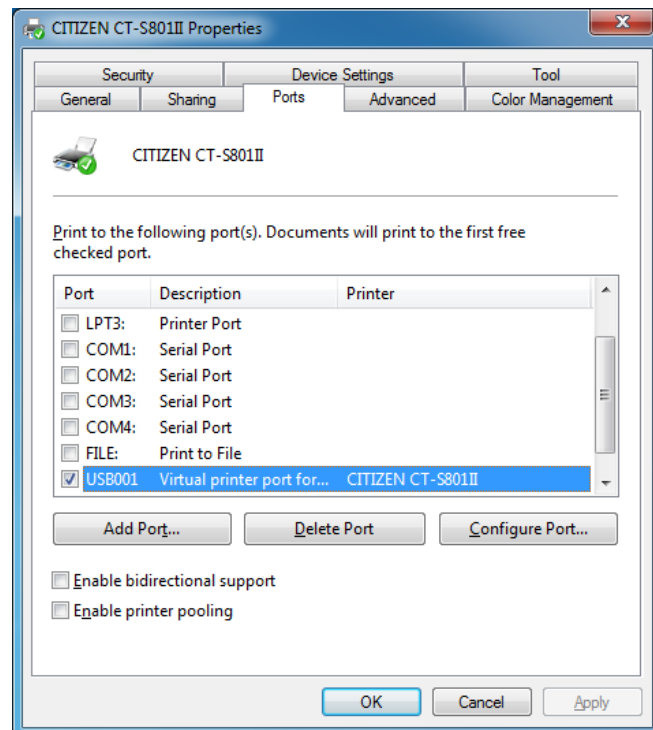 CITIZEN CT-S801II Properties
Security Device Settings Tool
General Sharing Ports Advanced Color Management
CITIZEN CT-S801II
Print to the following port(s). Documents will print to the first free
checked port.
Port Description Printer
LPT3: Printer Port
COM1: Serial Port
COM2: Serial Port
COM3: Serial Port
COM4: Serial Port
FILE: Print to File
USB001 Virtual printer port for... CITIZEN CT-S801II
Add Port... Delete Port Configure Port...
Enable bidirectional support
Enable printer pooling
OK Cancel Apply